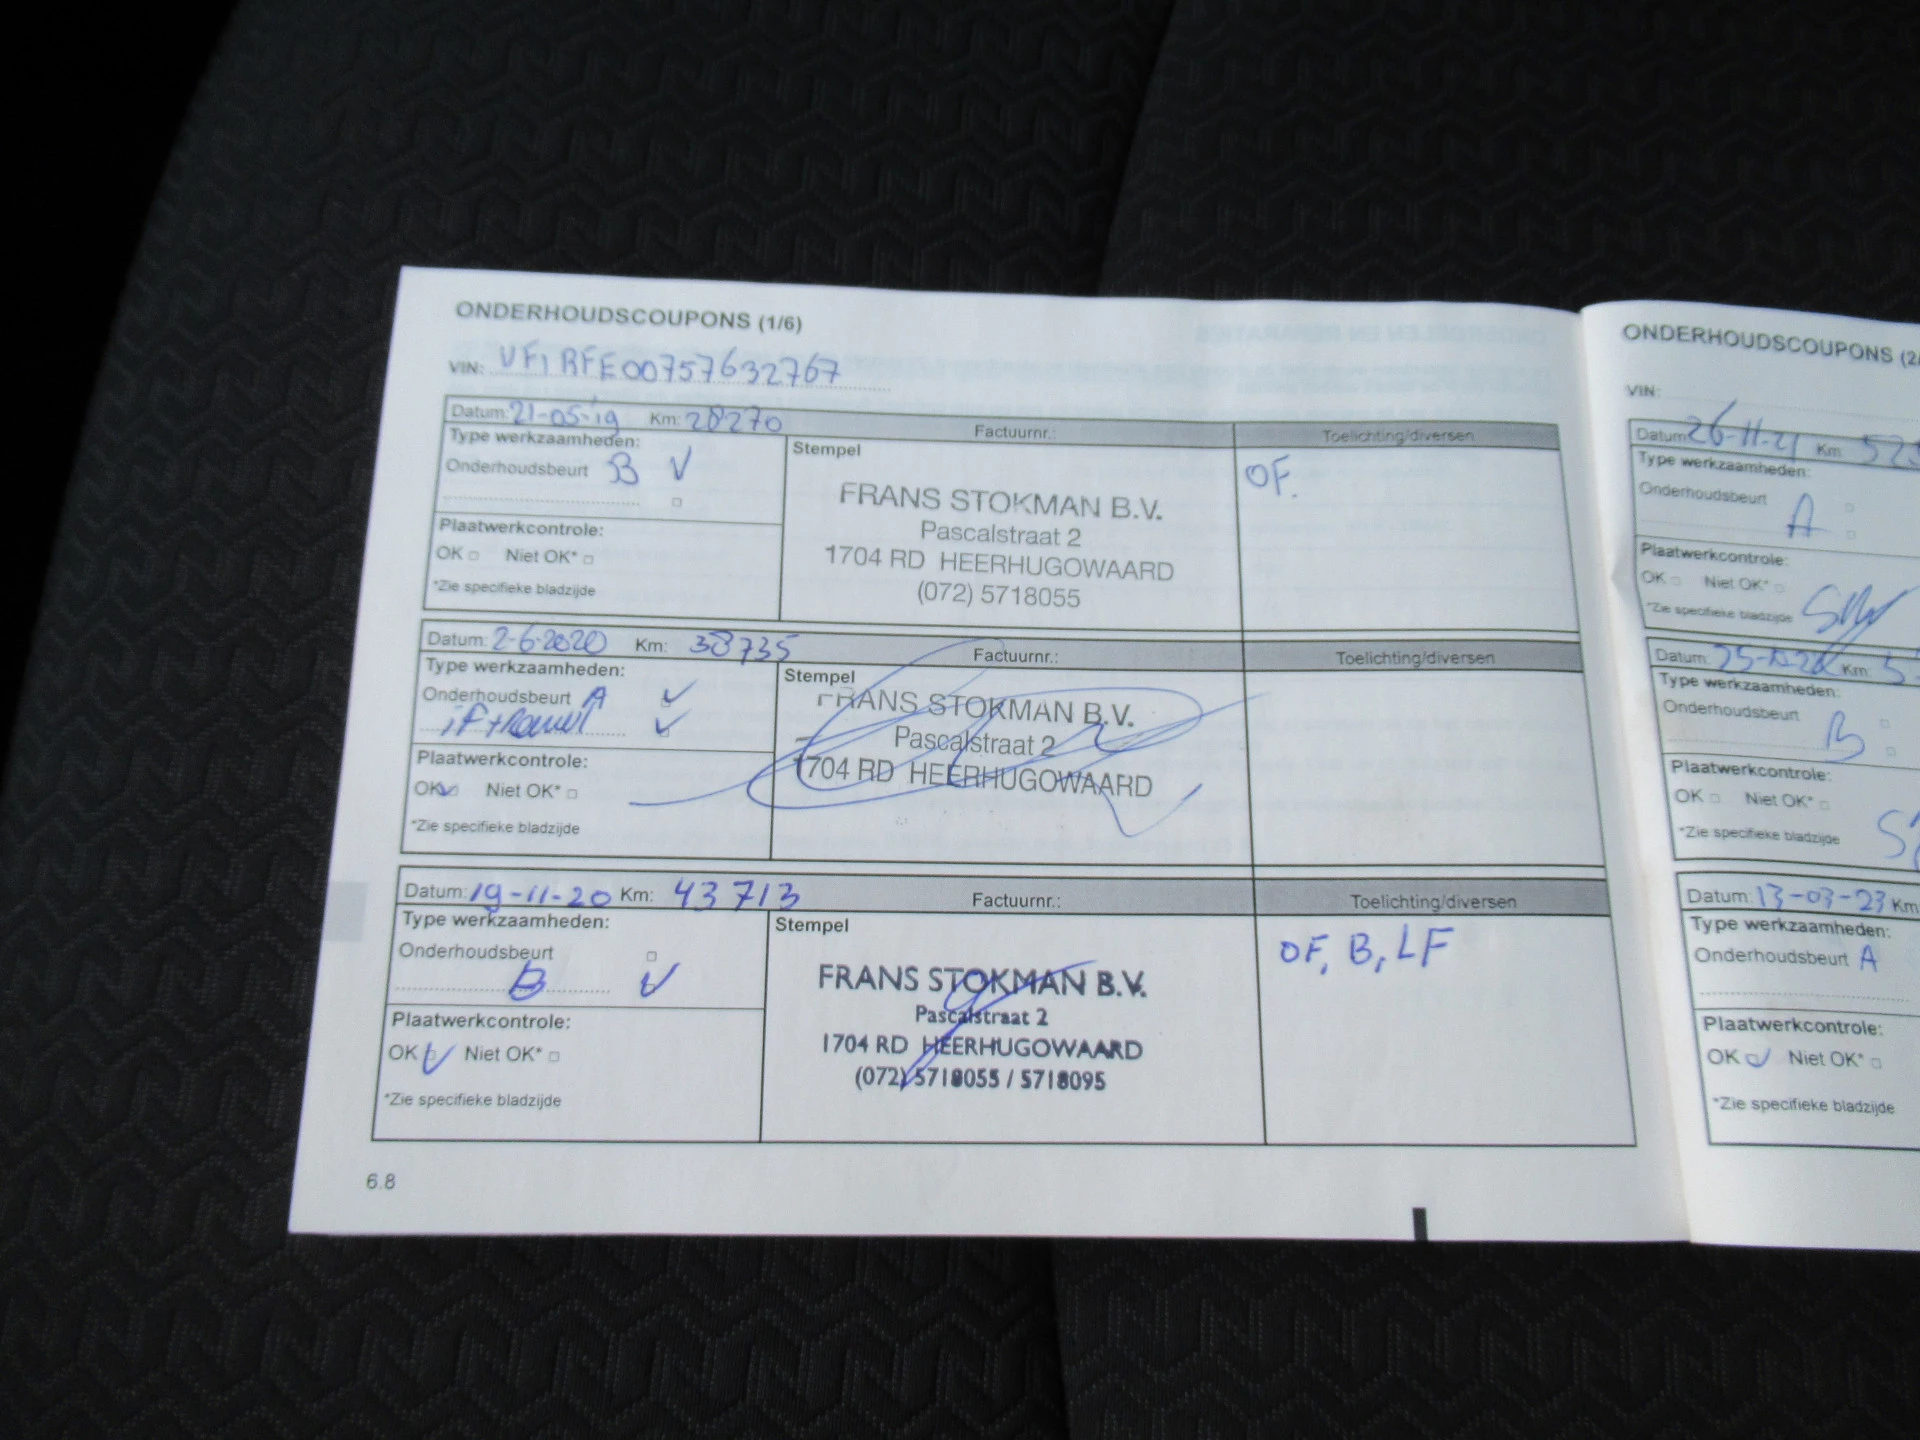 ONDERHOUDSCOUPONS (1/6)
VIN: VF1RFE00757632767
Datum: 21-05-19 Km: 28270 Factuurnr.: Toelichting/diversen
Type werkzaamheden:
Onderhoudsbeurt B
Stempel
OF.
FRANS STOKMAN B.V.
Pascalstraat 2
1704 RD HEERHUGOWAARD
(072) 5718055
Plaatwerkcontrole:
OK Niet OK*
*Zie specifieke bladzijde
Datum: 2-6-2020 Km: 38735 Factuurnr.: Toelichting/diversen
Type werkzaamheden:
Onderhoudsbeurt A
Stempel
FRANS STOKMAN B.V.
Pascalstraat 2
1704 RD HEERHUGOWAARD
Plaatwerkcontrole:
OK Niet OK*
*Zie specifieke bladzijde
Datum: 19-11-20 Km: 43713 Factuurnr.: Toelichting/diversen
Type werkzaamheden:
Onderhoudsbeurt
B
Stempel
OF, B, LF
FRANS STOKMAN B.V.
Pascalstraat 2
1704 RD HEERHUGOWAARD
(072) 5718055 / 5718095
Plaatwerkcontrole:
OK Niet OK*
*Zie specifieke bladzijde
6.8
ONDERHOUDSCOUPONS (2/
VIN:
Datum: 26-11-21 Km:
Type werkzaamheden:
Onderhoudsbeurt
A
Plaatwerkcontrole:
OK Niet OK*
*Zie specifieke bladzijde
Datum: Km:
Type werkzaamheden:
Onderhoudsbeurt
B
Plaatwerkcontrole:
OK Niet OK*
*Zie specifieke bladzijde
Datum: 13-03-23 Km
Type werkzaamheden:
Onderhoudsbeurt A
Plaatwerkcontrole:
OK Niet OK*
*Zie specifieke bladzijde